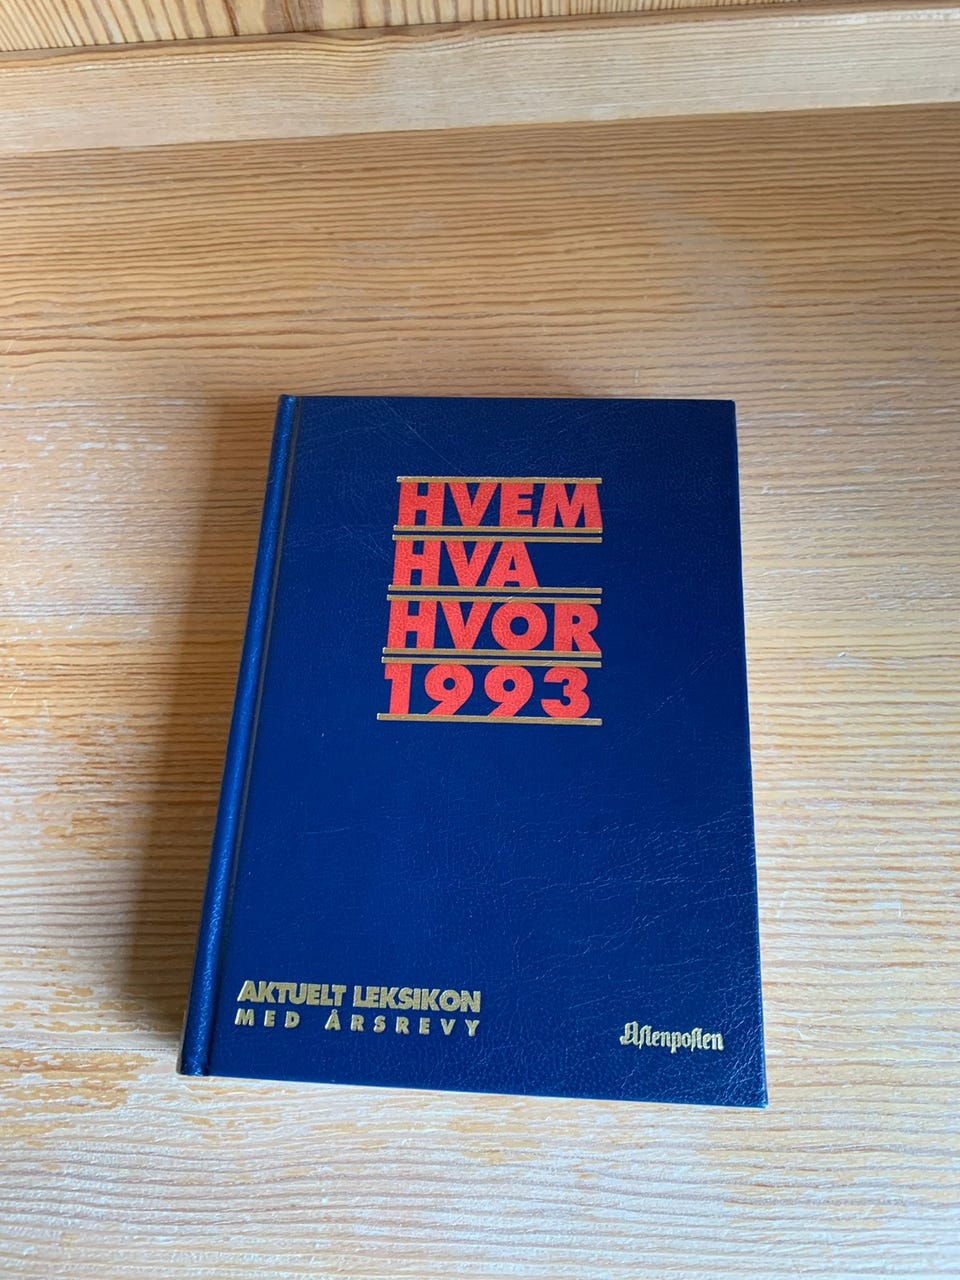 HVEM
HVA
HVOR
1993
AKTUELT LEKSIKON
MED ÅRSREVY
Aftenposten